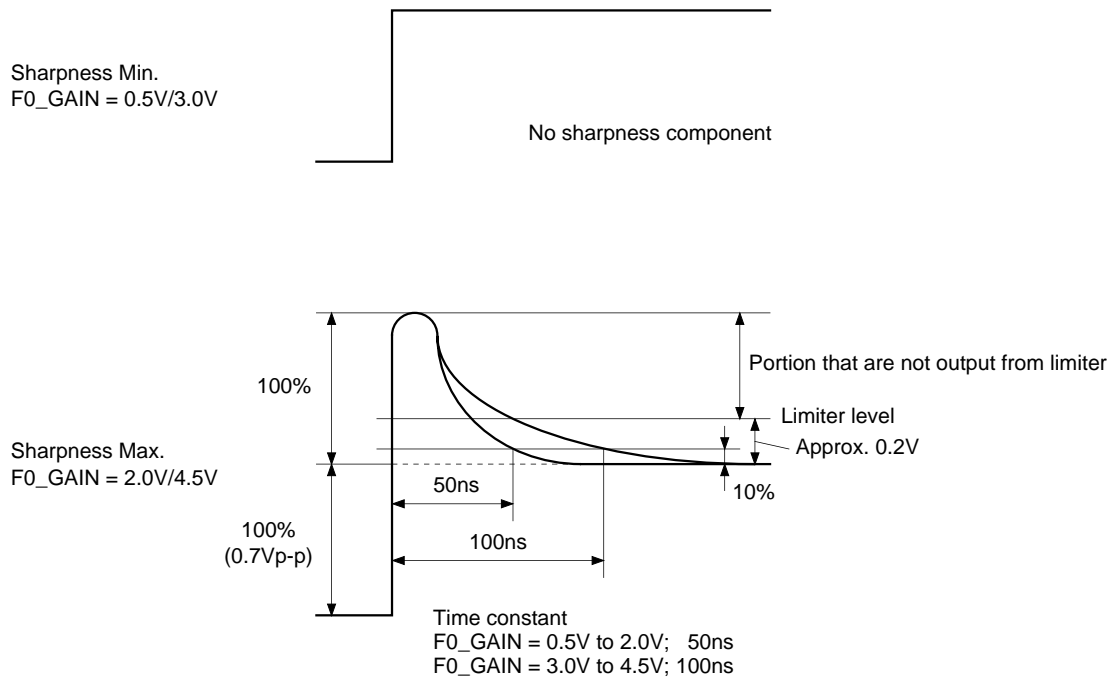 Sharpness Min.
F0_GAIN = 0.5V/3.0V
No sharpness component
100%
Portion that are not output from limiter
Limiter level
Approx. 0.2V
Sharpness Max.
F0_GAIN = 2.0V/4.5V
50ns
10%
100%
(0.7Vp-p)
100ns
Time constant
F0_GAIN = 0.5V to 2.0V; 50ns
F0_GAIN = 3.0V to 4.5V; 100ns